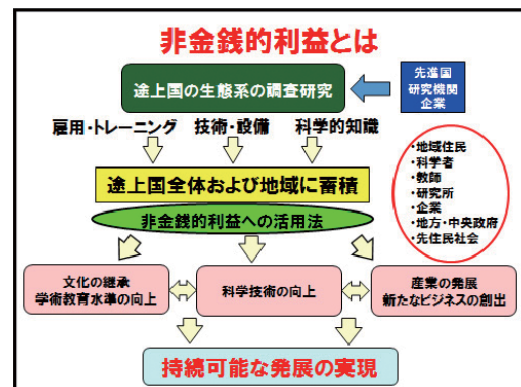 非金銭的利益とは
途上国の生態系の調査研究
先進国
研究機関
企業
雇用・トレーニング 技術・設備 科学的知識
途上国全体および地域に蓄積
非金銭的利益への活用法
・地域住民
・科学者
・教師
・研究所
・企業
・地方・中央政府
・先住民社会
文化の継承
学術教育水準の向上
科学技術の向上
産業の発展
新たなビジネスの創出
持続可能な発展の実現